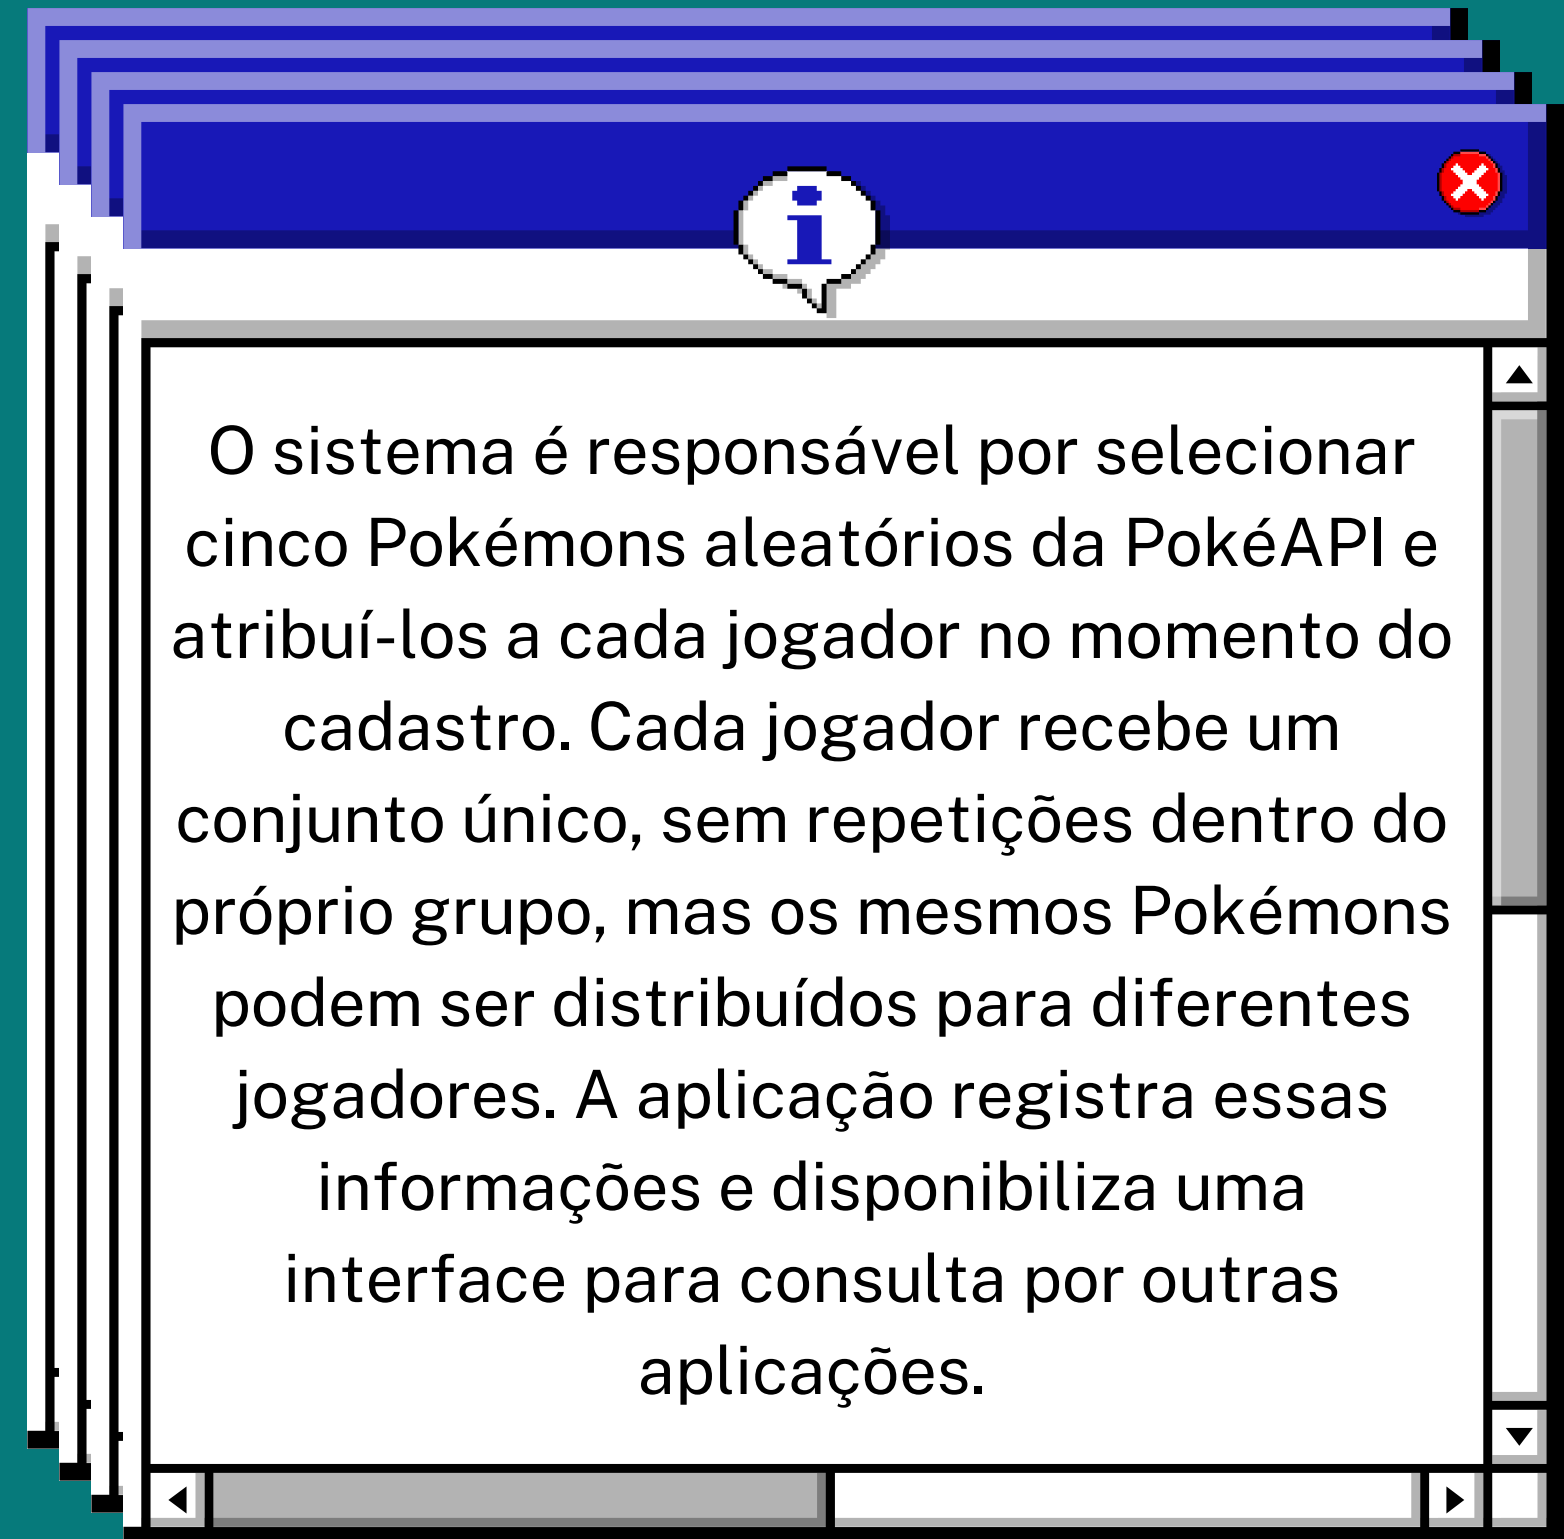 i
O sistema é responsável por selecionar
cinco Pokémons aleatórios da PokéAPI e
atribuí-los a cada jogador no momento do
cadastro. Cada jogador recebe um
conjunto único, sem repetições dentro do
próprio grupo, mas os mesmos Pokémons
podem ser distribuídos para diferentes
jogadores. A aplicação registra essas
informações e disponibiliza uma
interface para consulta por outras
aplicações.